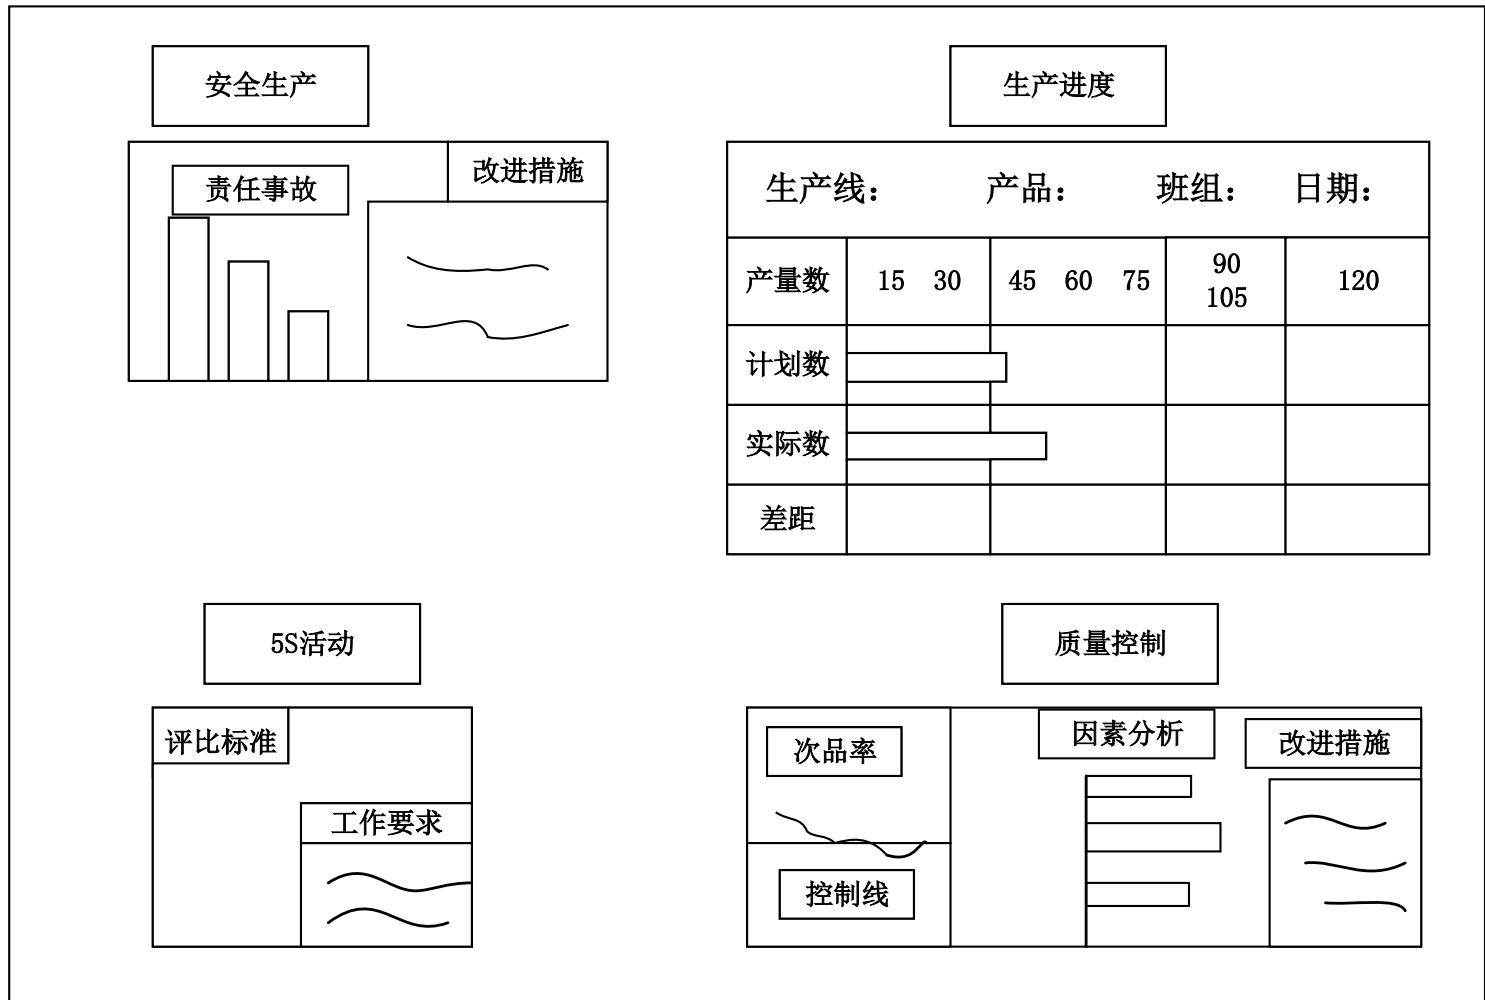 安全生产
责任事故
改进措施
生产进度
生产线: 产品: 班组: 日期:
产量数 15 30 45 60 75 90 120
105
计划数
实际数
差距
5S活动
评比标准
工作要求
质量控制
次品率
控制线
因素分析
改进措施